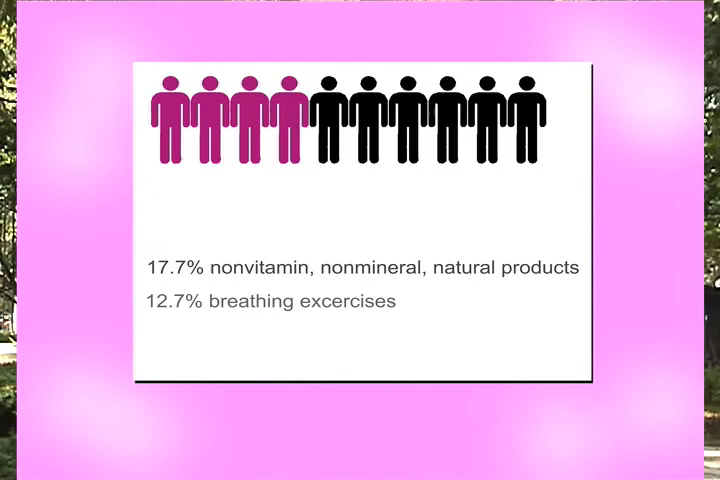 17.7% nonvitamin, nonmineral, natural products
12.7% breathing excercises